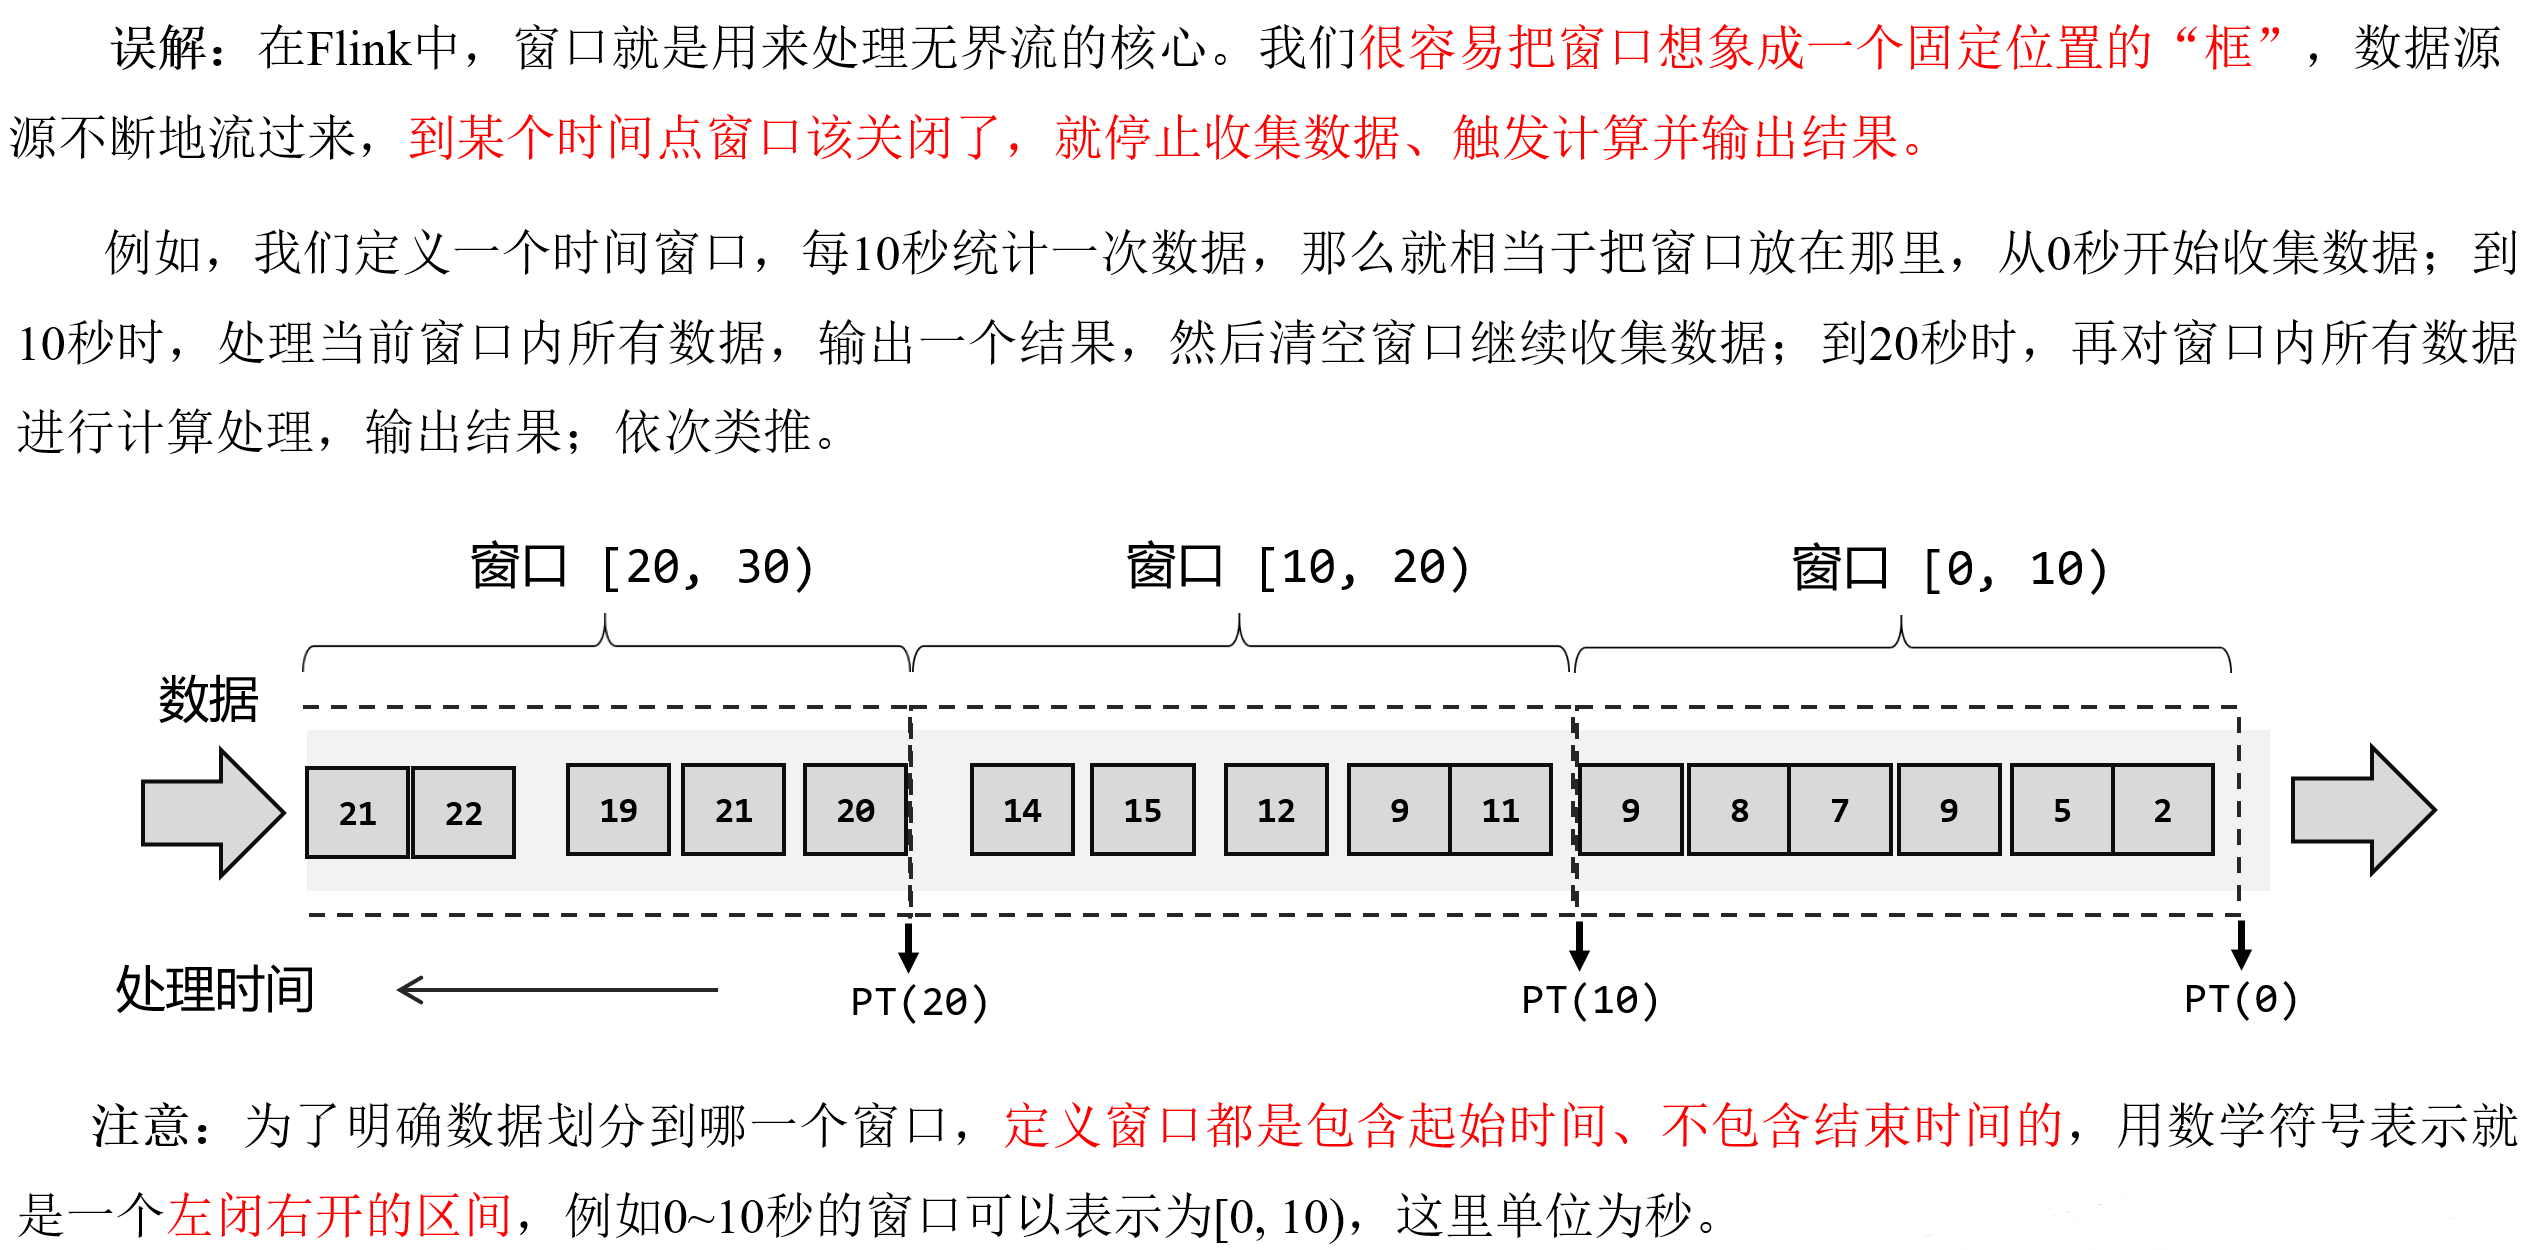 误解：在Flink中，窗口就是用来处理无界流的核心。我们很容易把窗口想象成一个固定位置的“框”，数据源
源不断地流过来，到某个时间点窗口该关闭了，就停止收集数据、触发计算并输出结果。
例如，我们定义一个时间窗口，每10秒统计一次数据，那么就相当于把窗口放在那里，从0秒开始收集数据；到
10秒时，处理当前窗口内所有数据，输出一个结果，然后清空窗口继续收集数据；到20秒时，再对窗口内所有数据
进行计算处理，输出结果；依次类推。
窗口 [20, 30) 窗口 [10, 20) 窗口 [0, 10)
数据
21 22 19 21 20 14 15 12 9 11 9 8 7 9 5 2
处理时间 PT(20) PT(10) PT(0)
注意：为了明确数据划分到哪一个窗口，定义窗口都是包含起始时间、不包含结束时间的，用数学符号表示就
是一个左闭右开的区间，例如0~10秒的窗口可以表示为[0, 10)，这里单位为秒。